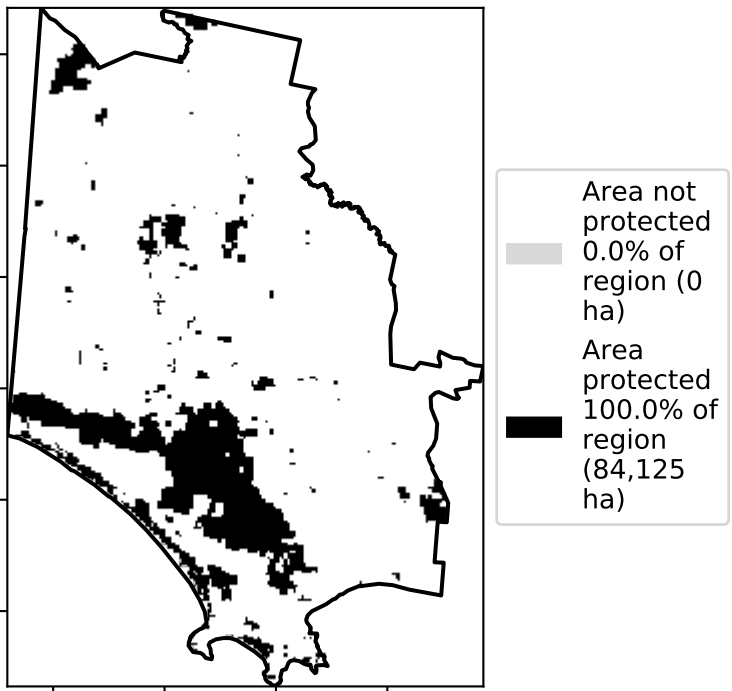 Area not
protected
0.0% of
region (0
ha)
Area
protected
100.0% of
region
(84,125
ha)